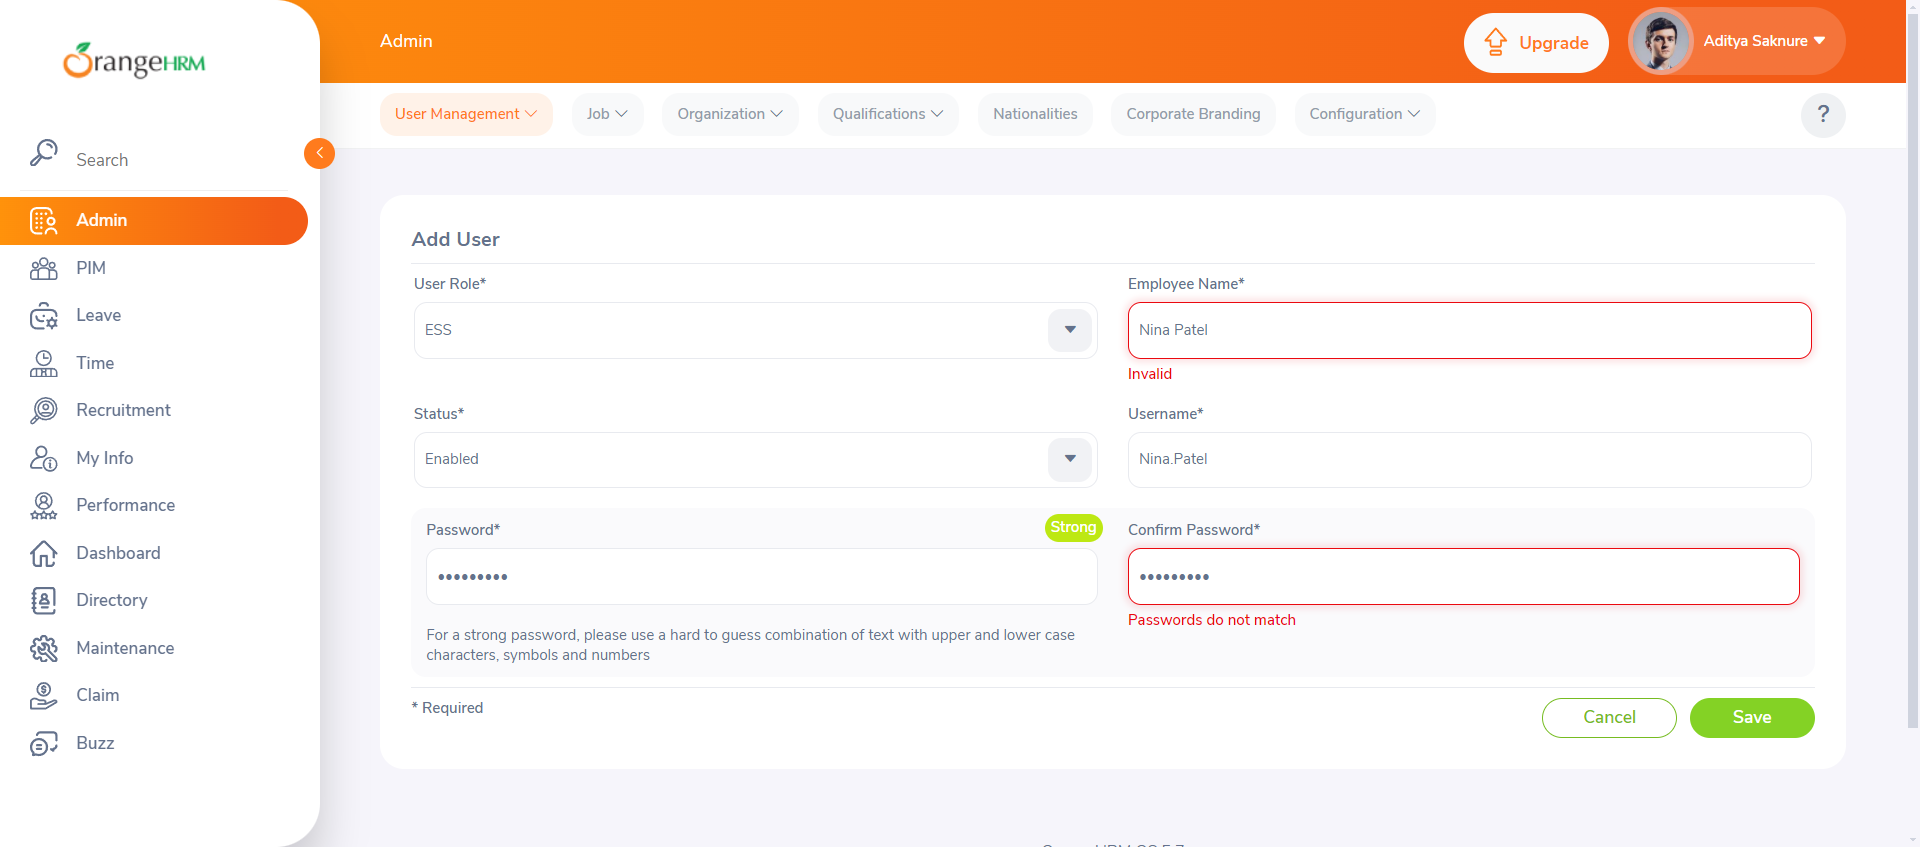 OrangeHRM
Search
Admin
PIM
Leave
Time
Recruitment
My Info
Performance
Dashboard
Directory
Maintenance
Claim
Buzz
Admin
Upgrade
Aditya Saknure
User Management
Job
Organization
Qualifications
Nationalities
Corporate Branding
Configuration
?
Add User
User Role*
Employee Name*
ESS
Nina Patel
Invalid
Status*
Username*
Enabled
Nina.Patel
Password*
Strong
Confirm Password*
•••••••••
•••••••••
Passwords do not match
For a strong password, please use a hard to guess combination of text with upper and lower case
characters, symbols and numbers
* Required
Cancel
Save